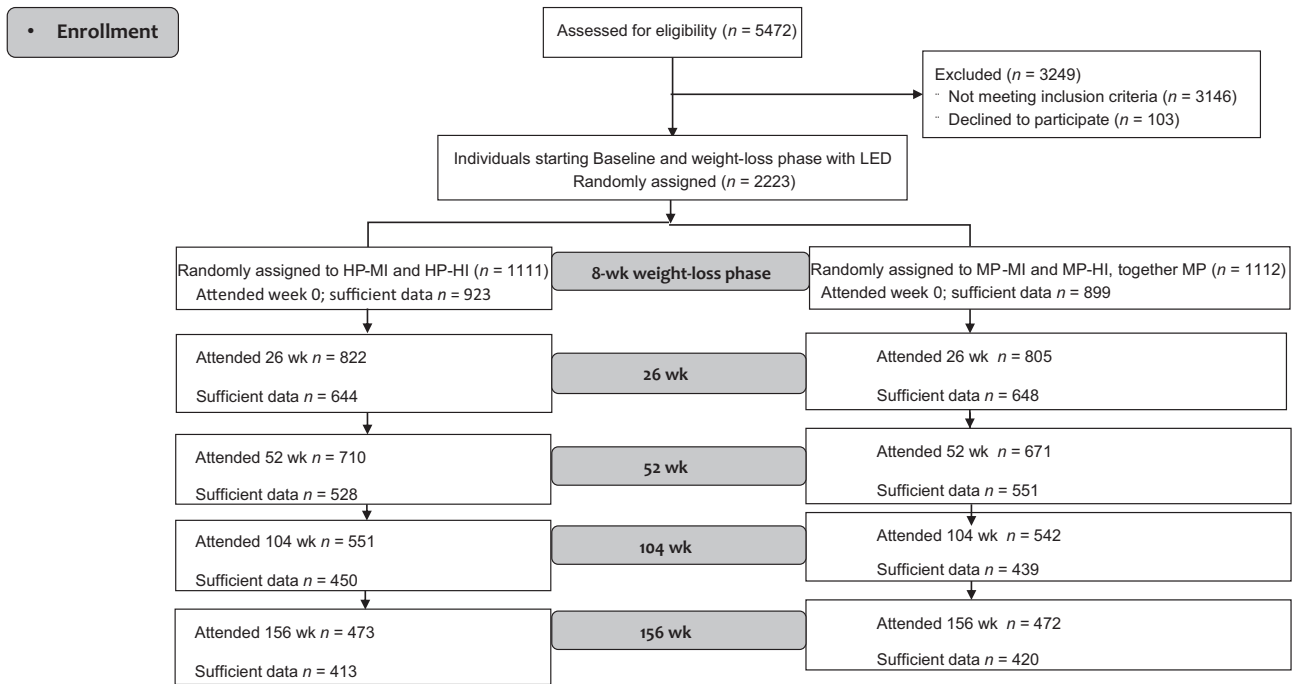 • Enrollment
Assessed for eligibility (n = 5472)
Excluded (n = 3249)
¨ Not meeting inclusion criteria (n = 3146)
¨ Declined to participate (n = 103)
Individuals starting Baseline and weight-loss phase with LED
Randomly assigned (n = 2223)
Randomly assigned to HP-MI and HP-HI (n = 1111)
Attended week 0; sufficient data n = 923
8-wk weight-loss phase
Randomly assigned to MP-MI and MP-HI, together MP (n = 1112)
Attended week 0; sufficient data n = 899
Attended 26 wk n = 822
Sufficient data n = 644
26 wk
Attended 26 wk n = 805
Sufficient data n = 648
Attended 52 wk n = 710
Sufficient data n = 528
52 wk
Attended 52 wk n = 671
Sufficient data n = 551
Attended 104 wk n = 551
Sufficient data n = 450
104 wk
Attended 104 wk n = 542
Sufficient data n = 439
Attended 156 wk n = 473
Sufficient data n = 413
156 wk
Attended 156 wk n = 472
Sufficient data n = 420